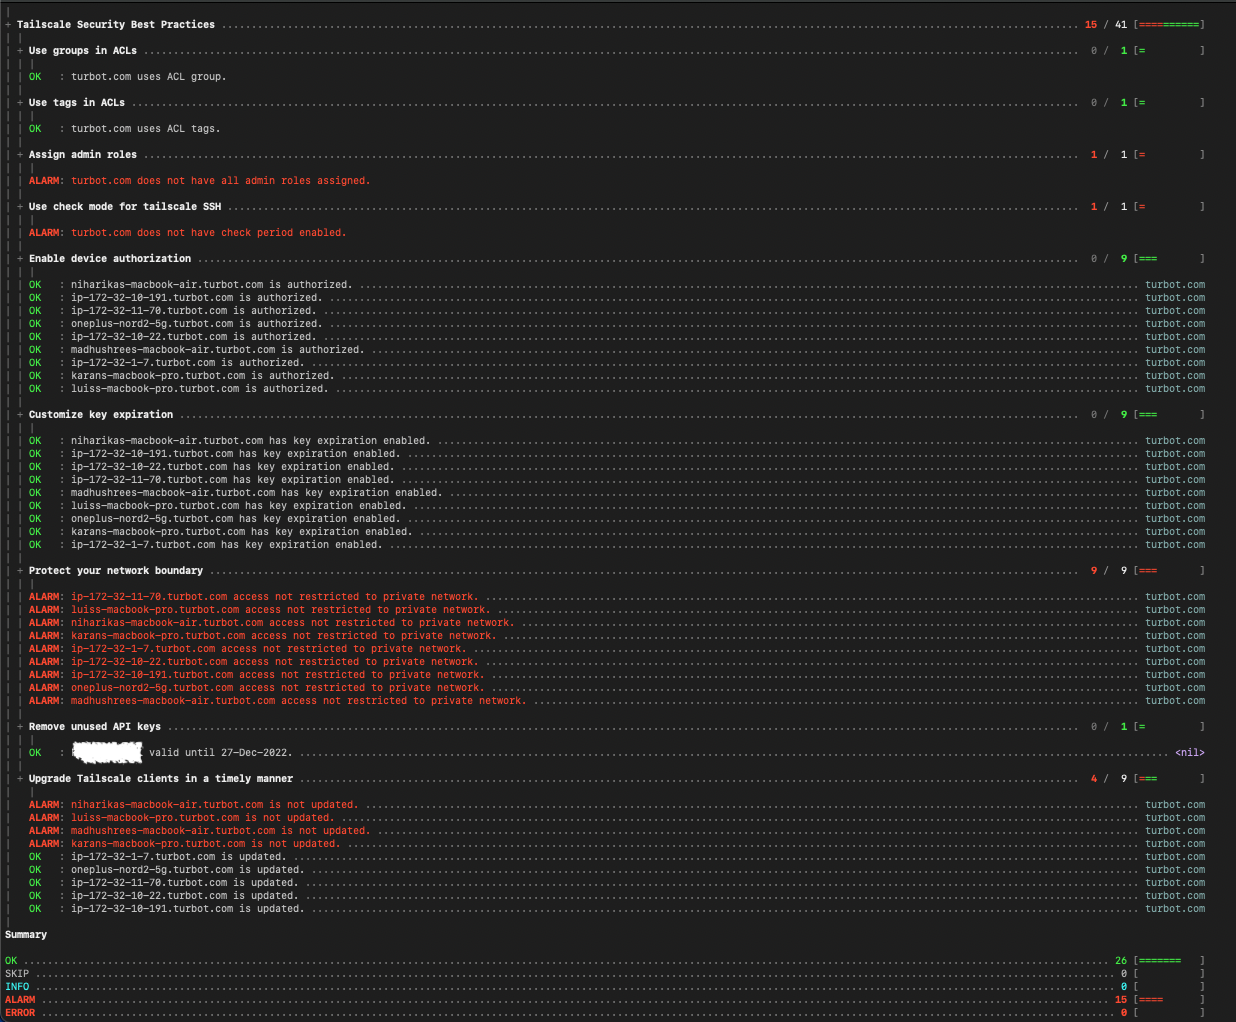 + Tailscale Security Best Practices ........ 15 / 41 [==========]
| + Use groups in ACLs ........ 0 / 1 [= ]
| | OK : turbot.com uses ACL group.
| + Use tags in ACLs ........ 0 / 1 [= ]
| | OK : turbot.com uses ACL tags.
| + Assign admin roles ........ 1 / 1 [= ]
| | ALARM: turbot.com does not have all admin roles assigned.
| + Use check mode for tailscale SSH ........ 1 / 1 [= ]
| | ALARM: turbot.com does not have check period enabled.
| + Enable device authorization ........ 0 / 9 [=== ]
| | OK : niharikas-macbook-air.turbot.com is authorized. ........ turbot.com
| | OK : ip-172-32-10-191.turbot.com is authorized. ........ turbot.com
| | OK : ip-172-32-11-70.turbot.com is authorized. ........ turbot.com
| | OK : oneplus-nord2-5g.turbot.com is authorized. ........ turbot.com
| | OK : ip-172-32-10-22.turbot.com is authorized. ........ turbot.com
| | OK : madhushrees-macbook-air.turbot.com is authorized. ........ turbot.com
| | OK : ip-172-32-1-7.turbot.com is authorized. ........ turbot.com
| | OK : karans-macbook-pro.turbot.com is authorized. ........ turbot.com
| | OK : luiss-macbook-pro.turbot.com is authorized. ........ turbot.com
| + Customize key expiration ........ 0 / 9 [=== ]
| | OK : niharikas-macbook-air.turbot.com has key expiration enabled. ........ turbot.com
| | OK : ip-172-32-10-191.turbot.com has key expiration enabled. ........ turbot.com
| | OK : ip-172-32-10-22.turbot.com has key expiration enabled. ........ turbot.com
| | OK : ip-172-32-11-70.turbot.com has key expiration enabled. ........ turbot.com
| | OK : madhushrees-macbook-air.turbot.com has key expiration enabled. ........ turbot.com
| | OK : luiss-macbook-pro.turbot.com has key expiration enabled. ........ turbot.com
| | OK : oneplus-nord2-5g.turbot.com has key expiration enabled. ........ turbot.com
| | OK : karans-macbook-pro.turbot.com has key expiration enabled. ........ turbot.com
| | OK : ip-172-32-1-7.turbot.com has key expiration enabled. ........ turbot.com
| + Protect your network boundary ........ 9 / 9 [=== ]
| | ALARM: ip-172-32-11-70.turbot.com access not restricted to private network. ........ turbot.com
| | ALARM: luiss-macbook-pro.turbot.com access not restricted to private network. ........ turbot.com
| | ALARM: niharikas-macbook-air.turbot.com access not restricted to private network. ........ turbot.com
| | ALARM: karans-macbook-pro.turbot.com access not restricted to private network. ........ turbot.com
| | ALARM: ip-172-32-1-7.turbot.com access not restricted to private network. ........ turbot.com
| | ALARM: ip-172-32-10-22.turbot.com access not restricted to private network. ........ turbot.com
| | ALARM: ip-172-32-10-191.turbot.com access not restricted to private network. ........ turbot.com
| | ALARM: oneplus-nord2-5g.turbot.com access not restricted to private network. ........ turbot.com
| | ALARM: madhushrees-macbook-air.turbot.com access not restricted to private network. ........ turbot.com
| + Remove unused API keys ........ 0 / 1 [= ]
| | OK : valid until 27-Dec-2022. ........ <nil>
| + Upgrade Tailscale clients in a timely manner ........ 4 / 9 [=== ]
| ALARM: niharikas-macbook-air.turbot.com is not updated. ........ turbot.com
| ALARM: luiss-macbook-pro.turbot.com is not updated. ........ turbot.com
| ALARM: madhushrees-macbook-air.turbot.com is not updated. ........ turbot.com
| ALARM: karans-macbook-pro.turbot.com is not updated. ........ turbot.com
| OK : ip-172-32-1-7.turbot.com is updated. ........ turbot.com
| OK : oneplus-nord2-5g.turbot.com is updated. ........ turbot.com
| OK : ip-172-32-11-70.turbot.com is updated. ........ turbot.com
| OK : ip-172-32-10-22.turbot.com is updated. ........ turbot.com
| OK : ip-172-32-10-191.turbot.com is updated. ........ turbot.com
Summary
OK ........ 26 [======= ]
SKIP ........ 0 [ ]
INFO ........ 0 [ ]
ALARM ........ 15 [==== ]
ERROR ........ 0 [ ]